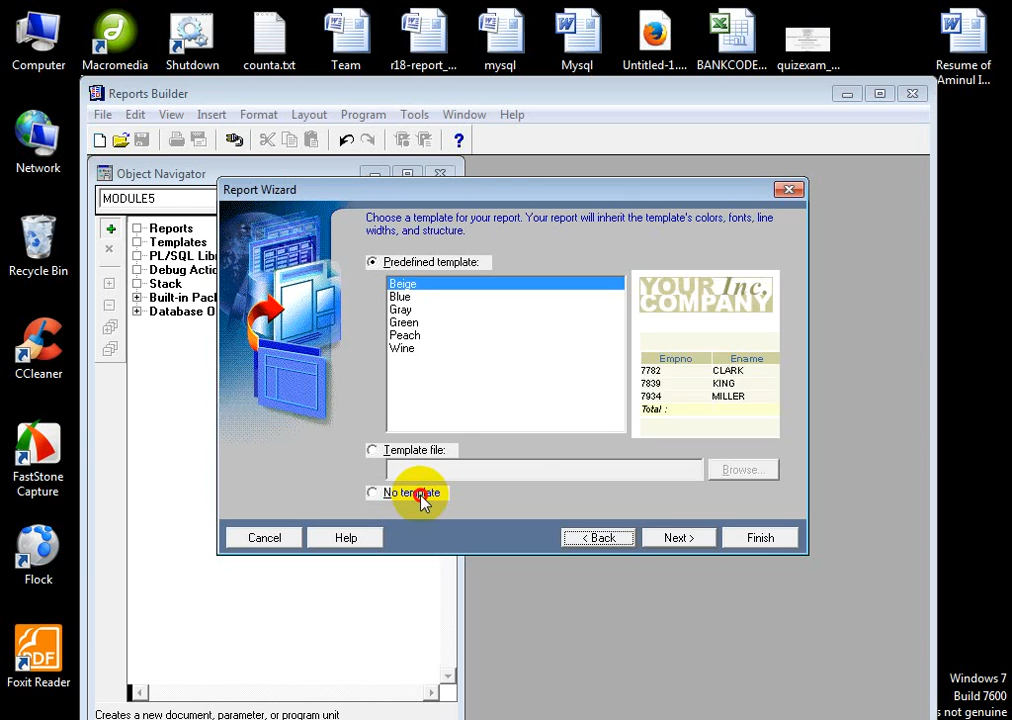 Computer
Macromedia
Shutdown
counta.txt
Team
r18-report_...
mysql
Mysql
Untitled-1....
BANKCODE...
quizexam_...
Resume of
Aminul I...
Network
Recycle Bin
CCleaner
FastStone
Capture
Flock
Foxit Reader
Reports Builder
File Edit View Insert Format Layout Program Tools Window Help
Object Navigator
MODULE5
Reports
Templates
PL/SQL Lib
Debug Actio
Stack
Built-in Pack
Database O
Report Wizard
Choose a template for your report. Your report will inherit the template's colors, fonts, line
widths, and structure.
Predefined template:
Beige
Blue
Gray
Green
Peach
Wine
YOUR Inc,
COMPANY
Empno Ename
7782 CLARK
7839 KING
7934 MILLER
Total :
Template file:
Browse...
No template
Cancel Help < Back Next > Finish
Creates a new document, parameter, or program unit
Windows 7
Build 7600
s not genuine